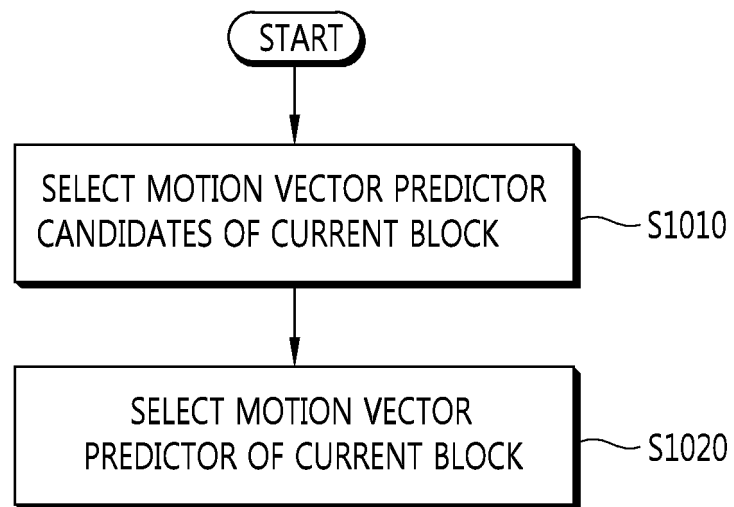 START
SELECT MOTION VECTOR PREDICTOR
CANDIDATES OF CURRENT BLOCK
S1010
SELECT MOTION VECTOR
PREDICTOR OF CURRENT BLOCK
S1020